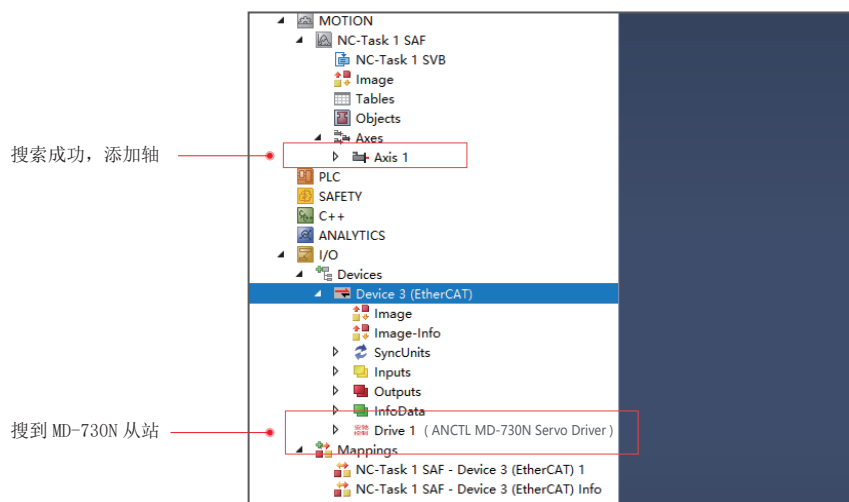 MOTION
NC-Task 1 SAF
NC-Task 1 SVB
Image
Tables
Objects
Axes
搜索成功，添加轴
Axis 1
PLC
SAFETY
C++
ANALYTICS
I/O
Devices
Device 3 (EtherCAT)
Image
Image-Info
SyncUnits
Inputs
Outputs
InfoData
搜到 MD-730N 从站
Drive 1 ( ANCTL MD-730N Servo Driver )
Mappings
NC-Task 1 SAF - Device 3 (EtherCAT) 1
NC-Task 1 SAF - Device 3 (EtherCAT) Info